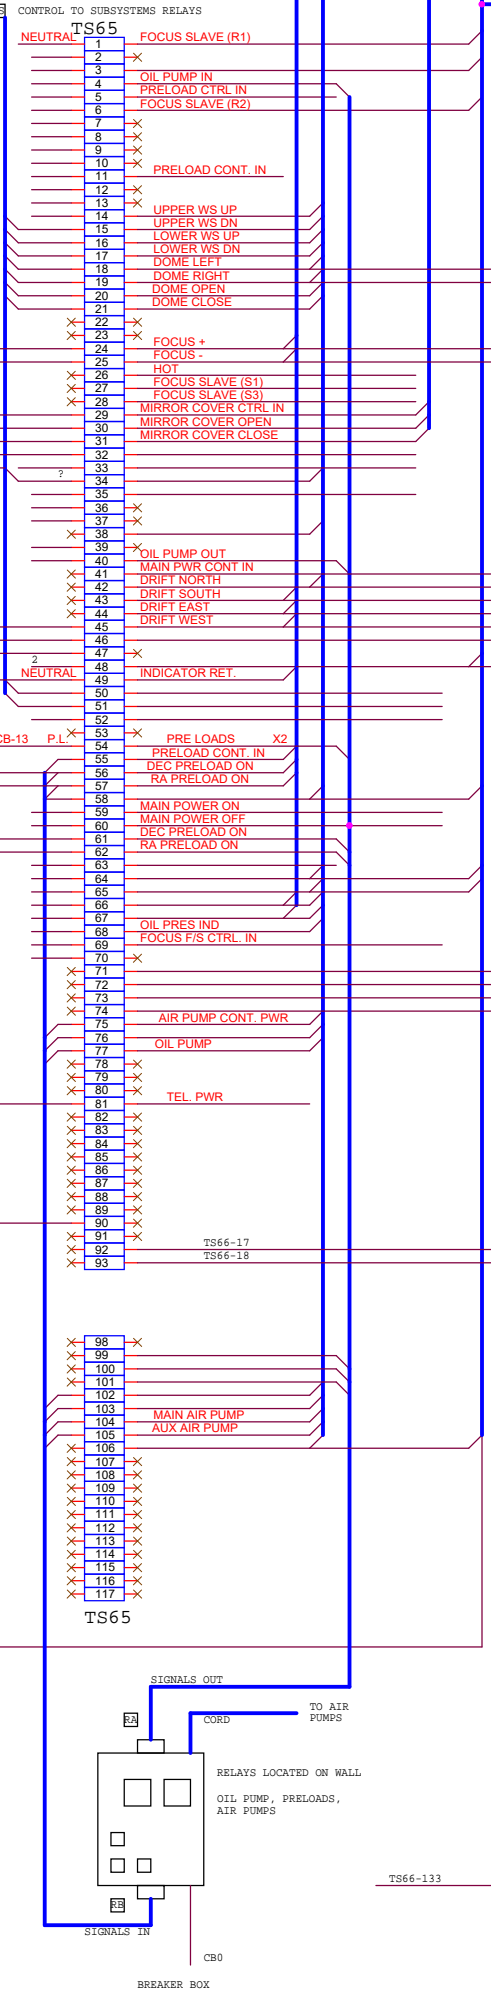 CONTROL TO SUBSYSTEMS RELAYS
TS65
NEUTRAL 1 FOCUS SLAVE (R1)
2
3
4 OIL PUMP IN
5 PRELOAD CTRL IN
6 FOCUS SLAVE (R2)
7
8
9
10
11 PRELOAD CONT. IN
12
13
14 UPPER WS UP
15 UPPER WS DN
16 LOWER WS UP
17 LOWER WS DN
18 DOME LEFT
19 DOME RIGHT
20 DOME OPEN
21 DOME CLOSE
22
23
24 FOCUS +
25 FOCUS -
26 HOT
27 FOCUS SLAVE (S1)
28 FOCUS SLAVE (S3)
29 MIRROR COVER CTRL IN
30 MIRROR COVER OPEN
31 MIRROR COVER CLOSE
32
33
? 34
35
36
37
38
39
40 OIL PUMP OUT
41 MAIN PWR CONT IN
42 DRIFT NORTH
43 DRIFT SOUTH
44 DRIFT EAST
45 DRIFT WEST
46
47
2 48
NEUTRAL 49 INDICATOR RET.
50
51
52
53
CB-13 P.L. 54 PRE LOADS X2
55 PRELOAD CONT. IN
56 DEC PRELOAD ON
57 RA PRELOAD ON
58
59 MAIN POWER ON
60 MAIN POWER OFF
61 DEC PRELOAD ON
62 RA PRELOAD ON
63
64
65
66
67
68 OIL PRES IND
69 FOCUS F/S CTRL. IN
70
71
72
73
74
75 AIR PUMP CONT. PWR
76
77 OIL PUMP
78
79
80
81 TEL. PWR
82
83
84
85
86
87
88
89
90
91
92 TS66-17
93 TS66-18
98
99
100
101
102
103
104 MAIN AIR PUMP
105 AUX AIR PUMP
106
107
108
109
110
111
112
113
114
115
116
117
TS65
SIGNALS OUT
RA CORD TO AIR
PUMPS
RELAYS LOCATED ON WALL
OIL PUMP, PRELOADS,
AIR PUMPS
TS66-133
RB
SIGNALS IN
CB0
BREAKER BOX